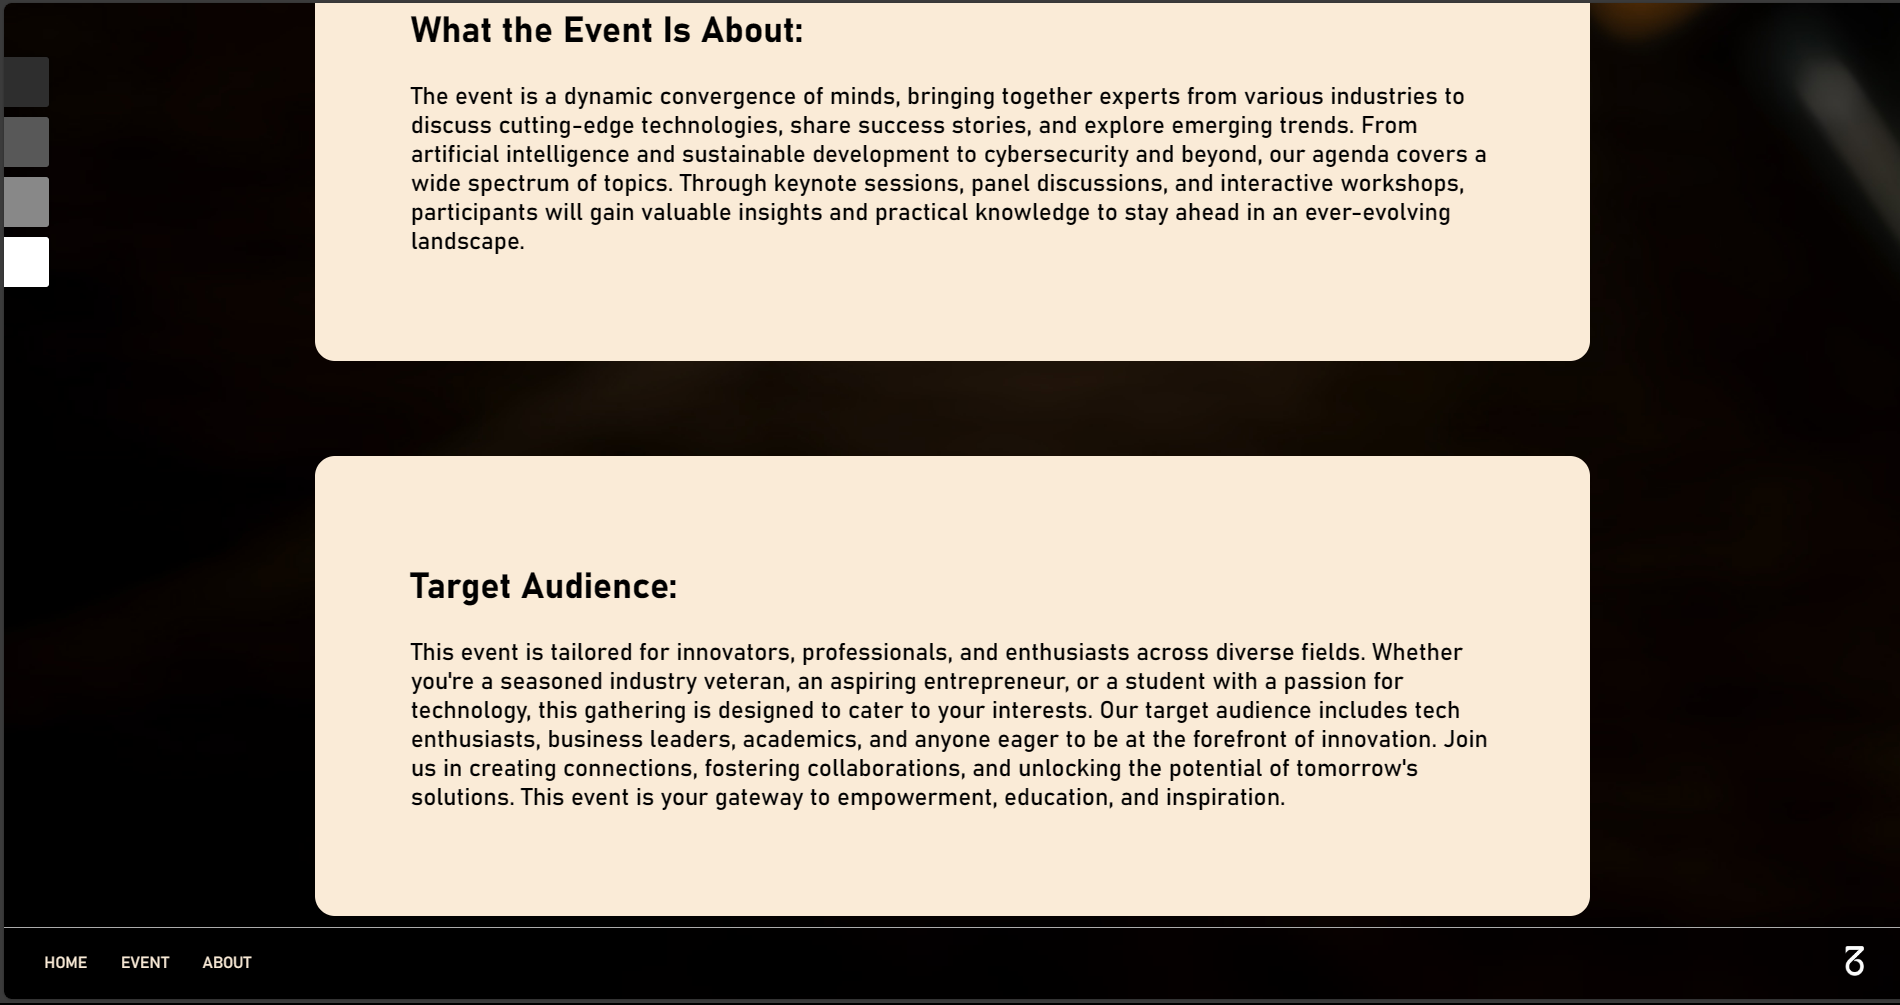 What the Event Is About:
The event is a dynamic convergence of minds, bringing together experts from various industries to
discuss cutting-edge technologies, share success stories, and explore emerging trends. From
artificial intelligence and sustainable development to cybersecurity and beyond, our agenda covers a
wide spectrum of topics. Through keynote sessions, panel discussions, and interactive workshops,
participants will gain valuable insights and practical knowledge to stay ahead in an ever-evolving
landscape.
Target Audience:
This event is tailored for innovators, professionals, and enthusiasts across diverse fields. Whether
you're a seasoned industry veteran, an aspiring entrepreneur, or a student with a passion for
technology, this gathering is designed to cater to your interests. Our target audience includes tech
enthusiasts, business leaders, academics, and anyone eager to be at the forefront of innovation. Join
us in creating connections, fostering collaborations, and unlocking the potential of tomorrow's
solutions. This event is your gateway to empowerment, education, and inspiration.
HOME EVENT ABOUT